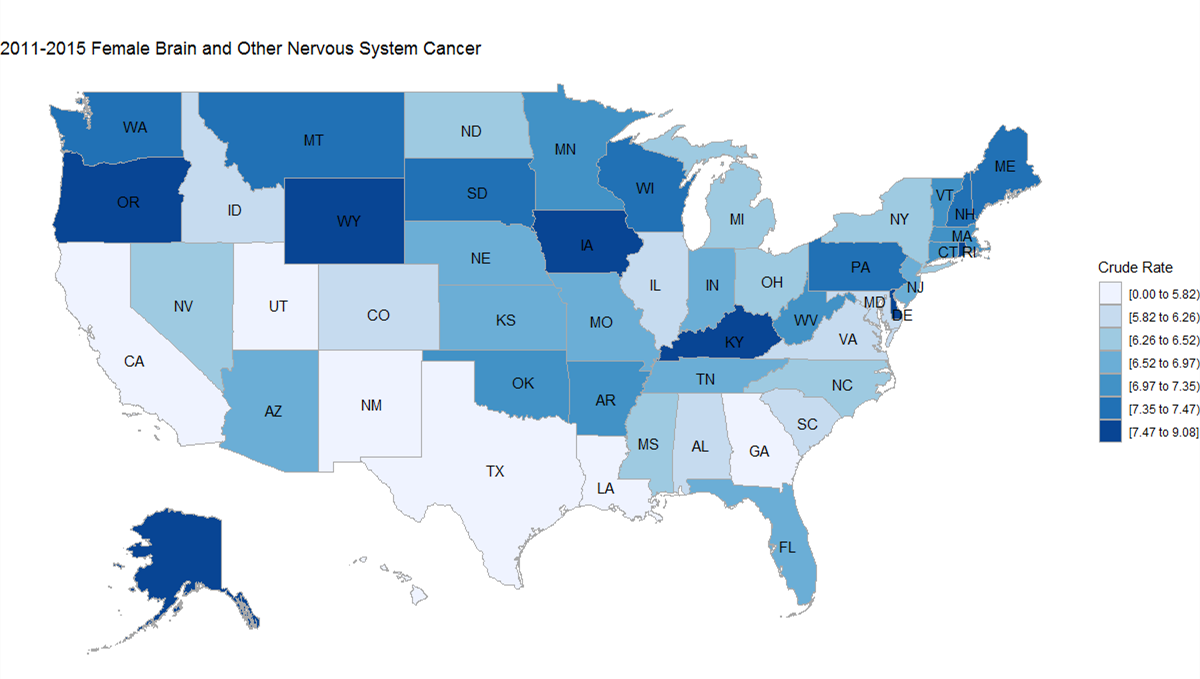 2011-2015 Female Brain and Other Nervous System Cancer
WA
MT
ND
MN
ME
OR
ID
WY
SD
WI
MI
NY
VT
NH
MA
CT
RI
IA
NE
PA
NJ
NV
UT
CO
KS
MO
IL
IN
OH
WV
MD
DE
VA
KY
CA
AZ
NM
OK
AR
TN
NC
TX
LA
MS
AL
GA
SC
FL
Crude Rate
[0.00 to 5.82)
[5.82 to 6.26)
[6.26 to 6.52)
[6.52 to 6.97)
[6.97 to 7.35)
[7.35 to 7.47)
[7.47 to 9.08]